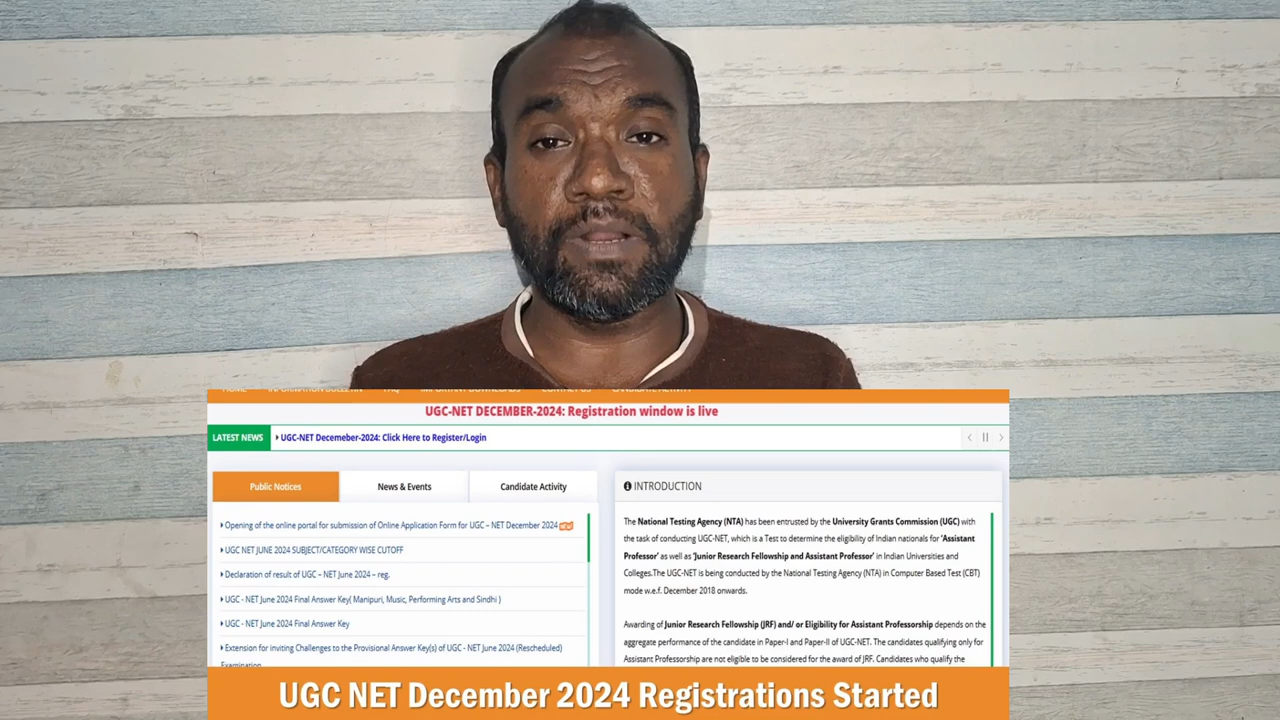 HOME INFORMATION BULLETIN FAQ IMPORTANT DOWNLOADS CONTACT US CANDIDATE ACTIVITY
UGC-NET DECEMBER-2024: Registration window is live
LATEST NEWS
UGC-NET Decemeber-2024: Click Here to Register/Login
Public Notices
News & Events
Candidate Activity
Opening of the online portal for submission of Online Application Form for UGC – NET December 2024
UGC NET JUNE 2024 SUBJECT/CATEGORY WISE CUTOFF
Declaration of result of UGC – NET June 2024 – reg.
UGC - NET June 2024 Final Answer Key( Manipuri, Music, Performing Arts and Sindhi )
UGC - NET June 2024 Final Answer Key
Extension for inviting Challenges to the Provisional Answer Key(s) of UGC - NET June 2024 (Rescheduled)
Examination
INTRODUCTION
The National Testing Agency (NTA) has been entrusted by the University Grants Commission (UGC) with
the task of conducting UGC-NET, which is a Test to determine the eligibility of Indian nationals for 'Assistant
Professor' as well as 'Junior Research Fellowship and Assistant Professor' in Indian Universities and
Colleges.The UGC-NET is being conducted by the National Testing Agency (NTA) in Computer Based Test (CBT)
mode w.e.f. December 2018 onwards.
Awarding of Junior Research Fellowship (JRF) and/ or Eligibility for Assistant Professorship depends on the
aggregate performance of the candidate in Paper-I and Paper-II of UGC-NET. The candidates qualifying only for
Assistant Professorship are not eligible to be considered for the award of JRF. Candidates who qualify the
UGC NET December 2024 Registrations Started